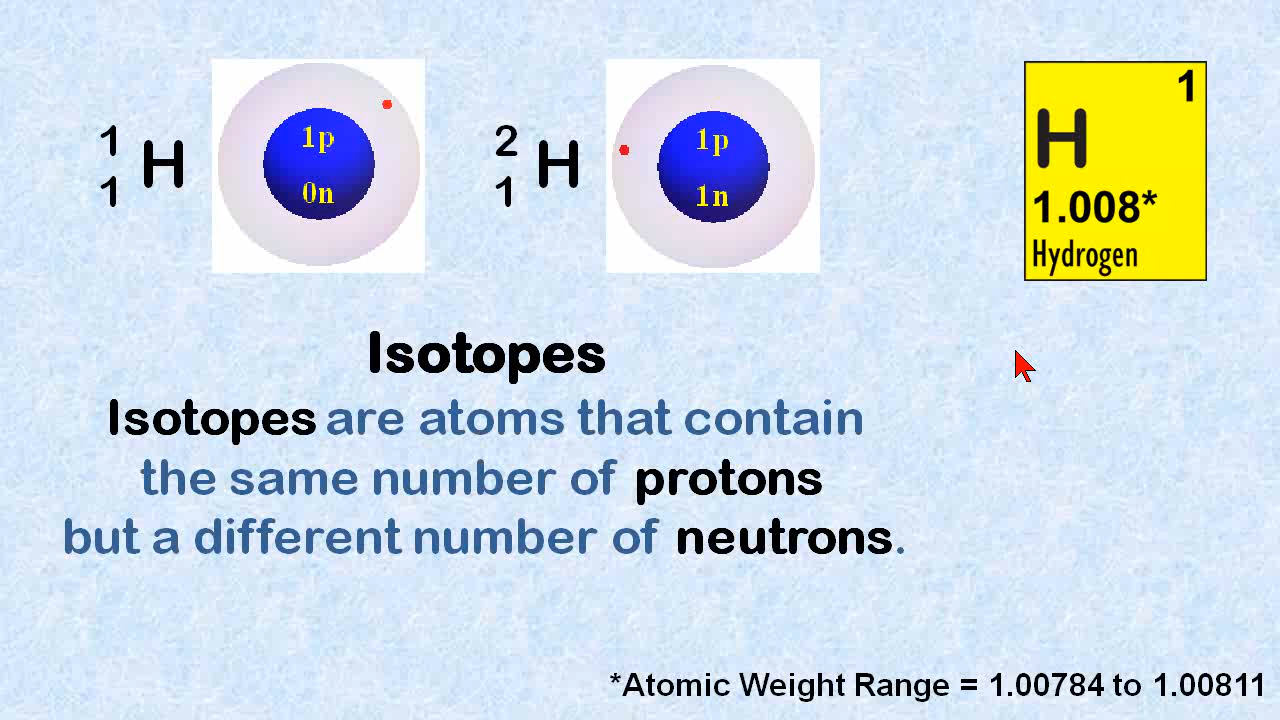 1
1 H
1p
0n
2
1 H
1p
1n
1
H
1.008*
Hydrogen
Isotopes
Isotopes are atoms that contain
the same number of protons
but a different number of neutrons.
*Atomic Weight Range = 1.00784 to 1.00811